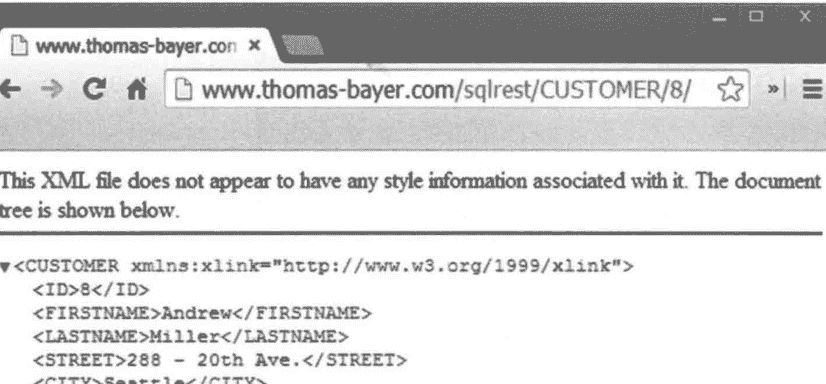 www.thomas-bayer.con
www.thomas-bayer.com/sqlrest/CUSTOMER/8/
This XML file does not appear to have any style information associated with it. The document
tree is shown below.
<CUSTOMER xmlns:xlink="http://www.w3.org/1999/xlink">
<ID>8</ID>
<FIRSTNAME>Andrew</FIRSTNAME>
<LASTNAME>Miller</LASTNAME>
<STREET>288 - 20th Ave.</STREET>
<CITY>Seattle</CITY>